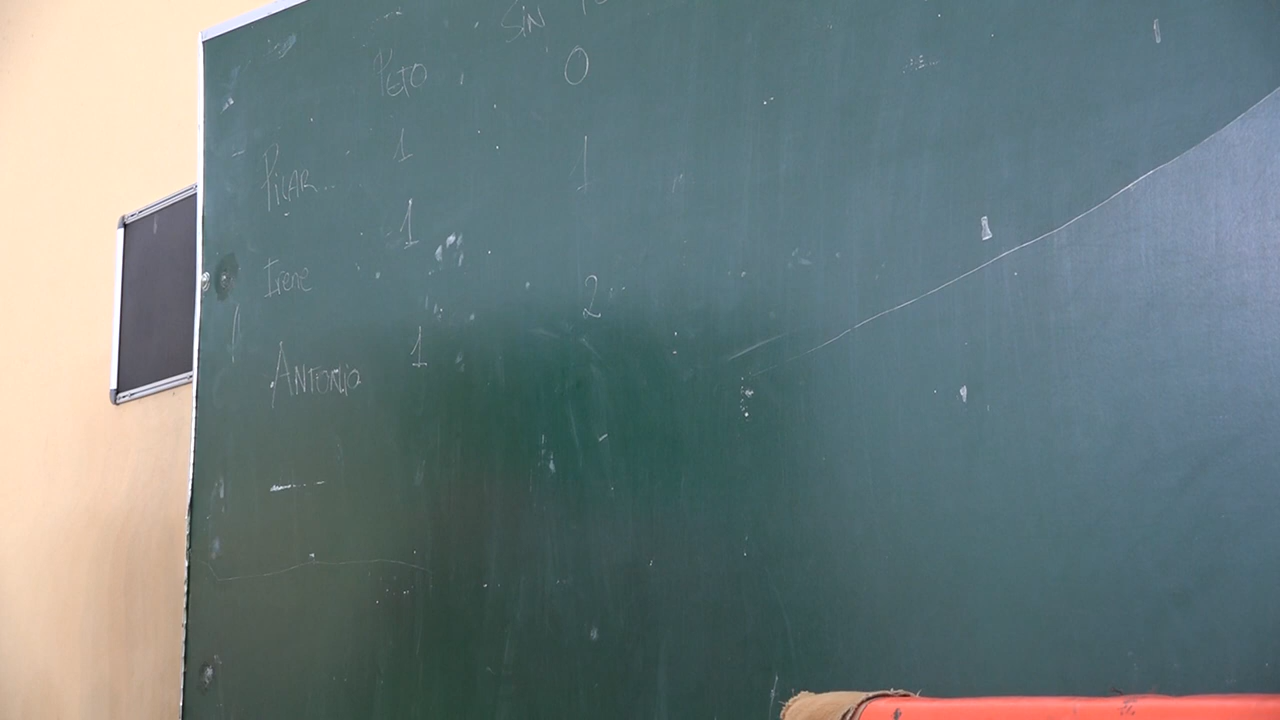 SIN
PETO 0
PILAR.. 1 1
Irene 1
ANTONIO 1 2